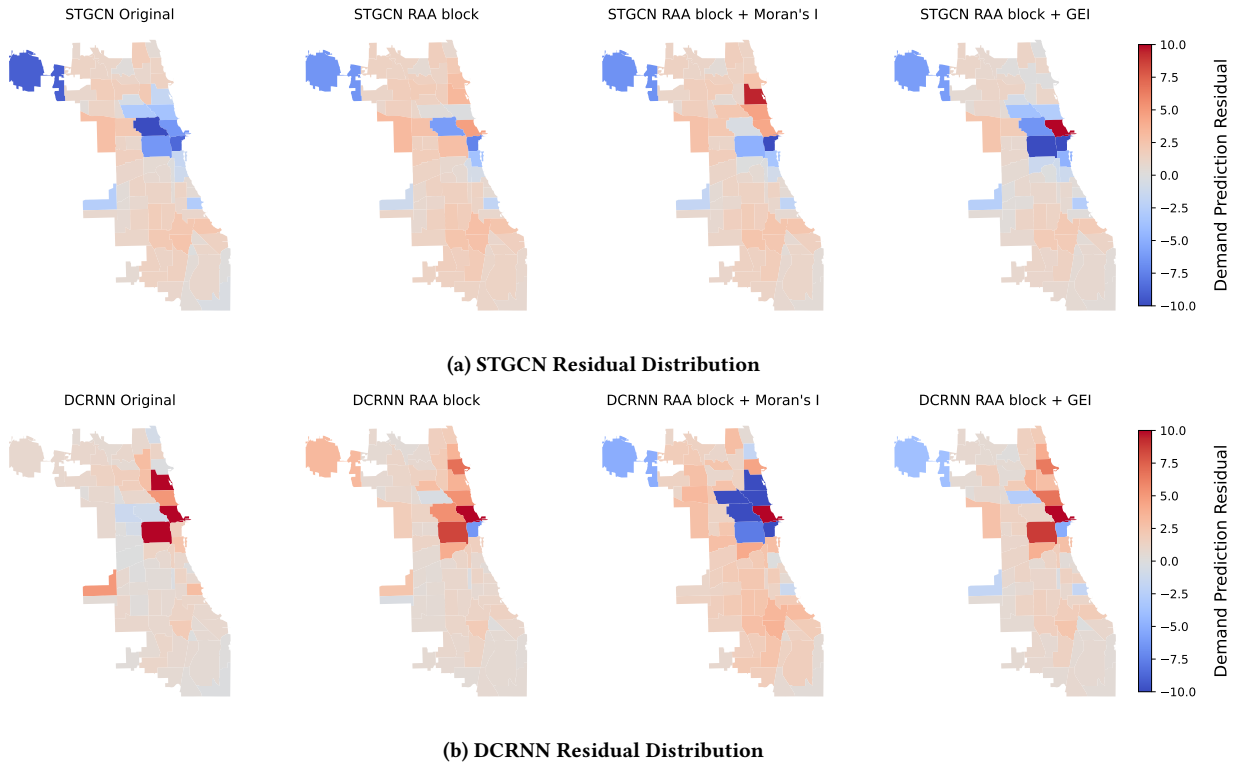 STGCN Original
STGCN RAA block
STGCN RAA block + Moran's I
STGCN RAA block + GEI
10.0
7.5
5.0
2.5
0.0
−2.5
−5.0
−7.5
−10.0
Demand Prediction Residual
(a) STGCN Residual Distribution
DCRNN Original
DCRNN RAA block
DCRNN RAA block + Moran's I
DCRNN RAA block + GEI
10.0
7.5
5.0
2.5
0.0
−2.5
−5.0
−7.5
−10.0
Demand Prediction Residual
(b) DCRNN Residual Distribution